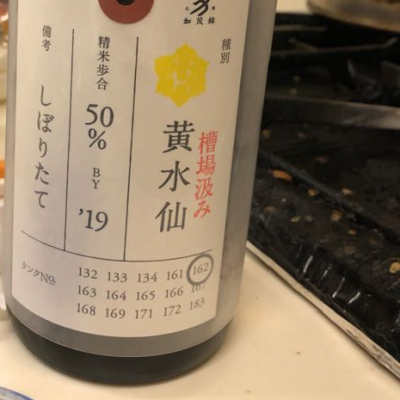 加茂錦
種別
槽場汲み
黄水仙
精米歩合
50%
BY
'19
備考
しぼりたて
タンクNo.
132 133 134 161 162
163 164 165 166 167
168 169 171 172 183